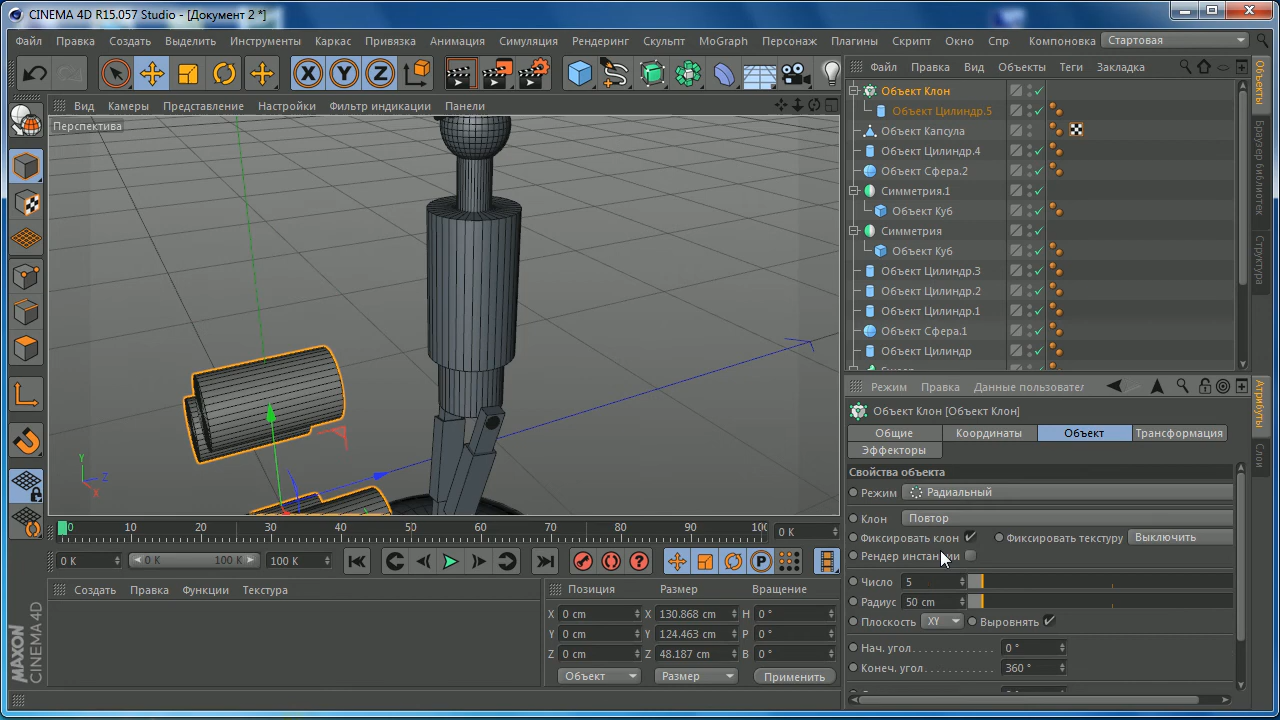 CINEMA 4D R15.057 Studio - [Документ 2 *]
Файл Правка Создать Выделить Инструменты Каркас Привязка Анимация Симуляция Рендеринг Скульпт MoGraph Персонаж Плагины Скрипт Окно Спр Компоновка Стартовая
X Y Z
Файл Правка Вид Объекты Теги Закладка
Вид Камеры Представление Настройки Фильтр индикации Панели
Перспектива
Y
Z
X
Объект Клон
Объект Цилиндр.5
Объект Капсула
Объект Цилиндр.4
Объект Сфера.2
Симметрия.1
Объект Куб
Симметрия
Объект Куб
Объект Цилиндр.3
Объект Цилиндр.2
Объект Цилиндр.1
Объект Сфера.1
Объект Цилиндр
Объекты
Браузер библиотек
Структура
Режим Правка Данные пользовател
Объект Клон [Объект Клон]
Общие Координаты Объект Трансформация
Эффекторы
Свойства объекта
Режим Радиальный
Клон Повтор
Фиксировать клон Фиксировать текстуру Выключить
Рендер инстанции
Число 5
Радиус 50 cm
Плоскость XY Выровнять
Нач. угол 0 °
Конеч. угол 360 °
Атрибуты
Слои
0 10 20 30 40 50 60 70 80 90 100 0 K
0 K 0 K 100 K 100 K
P
Создать Правка Функции Текстура
Позиция Размер Вращение
X 0 cm X 130.868 cm H 0 °
Y 0 cm Y 124.463 cm P 0 °
Z 0 cm Z 48.187 cm B 0 °
Объект Размер Применить
MAXON
CINEMA 4D